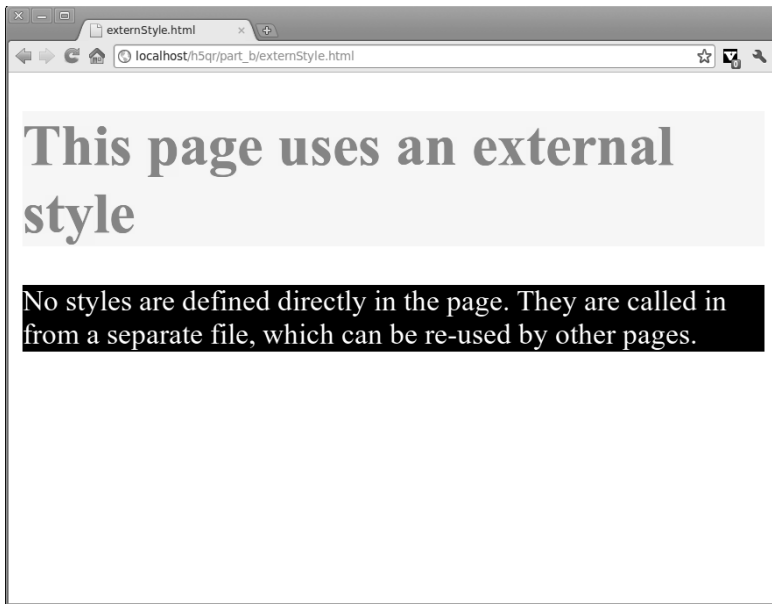 externStyle.html
localhost/h5qr/part_b/externStyle.html
This page uses an external
style
No styles are defined directly in the page. They are called in
from a separate file, which can be re-used by other pages.